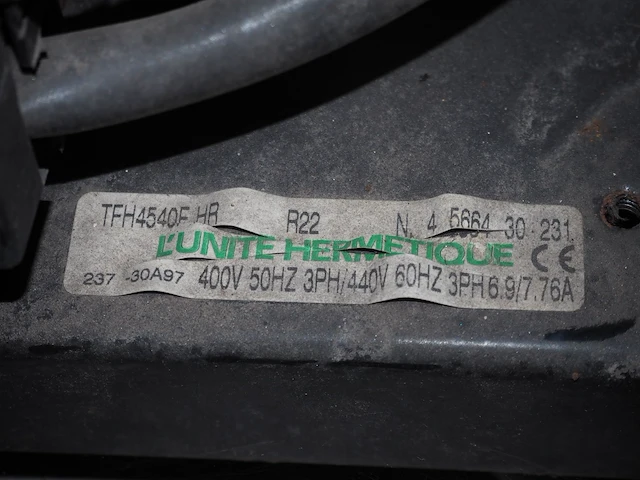 TFH4540F HR R22 N. 4 5664 30 231
L'UNITE HERMETIQUE CE
237 -30A97 400V 50HZ 3PH/440V 60HZ 3PH 6.9/7.76A